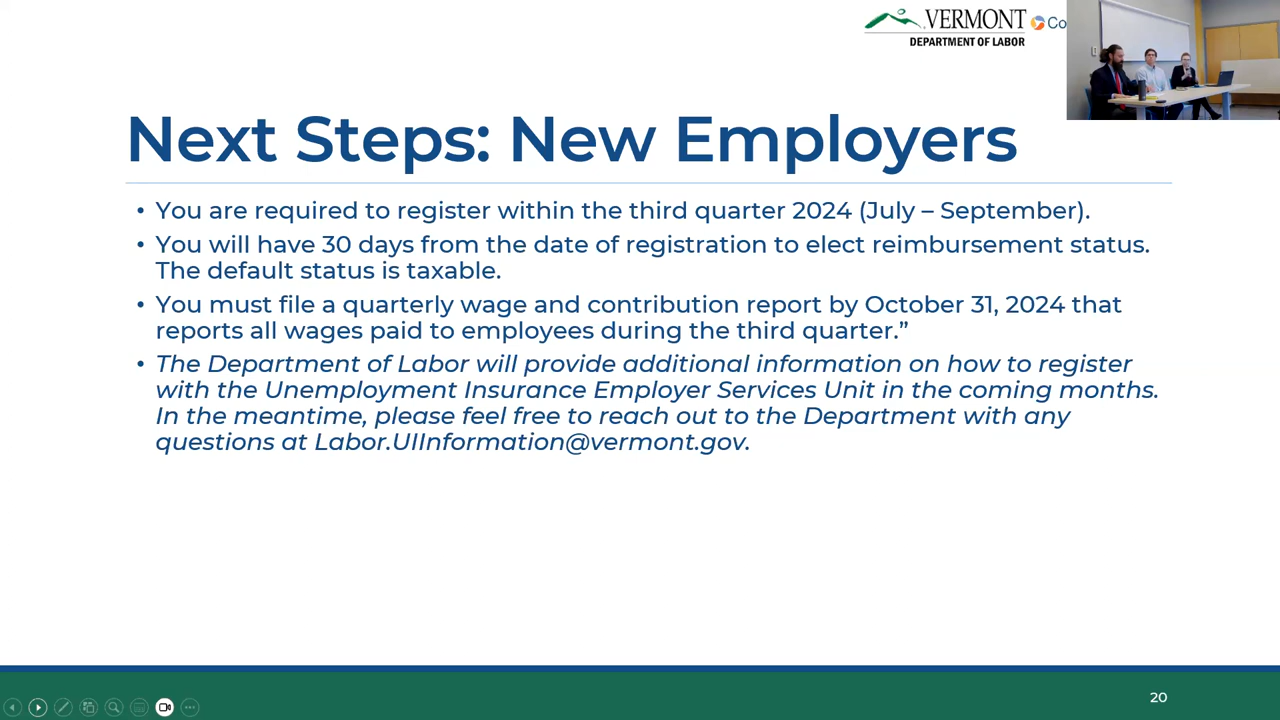 VERMONT
DEPARTMENT OF LABOR
Co
Next Steps: New Employers
• You are required to register within the third quarter 2024 (July – September).
• You will have 30 days from the date of registration to elect reimbursement status.
The default status is taxable.
• You must file a quarterly wage and contribution report by October 31, 2024 that
reports all wages paid to employees during the third quarter.”
• The Department of Labor will provide additional information on how to register
with the Unemployment Insurance Employer Services Unit in the coming months.
In the meantime, please feel free to reach out to the Department with any
questions at Labor.UIInformation@vermont.gov.
20